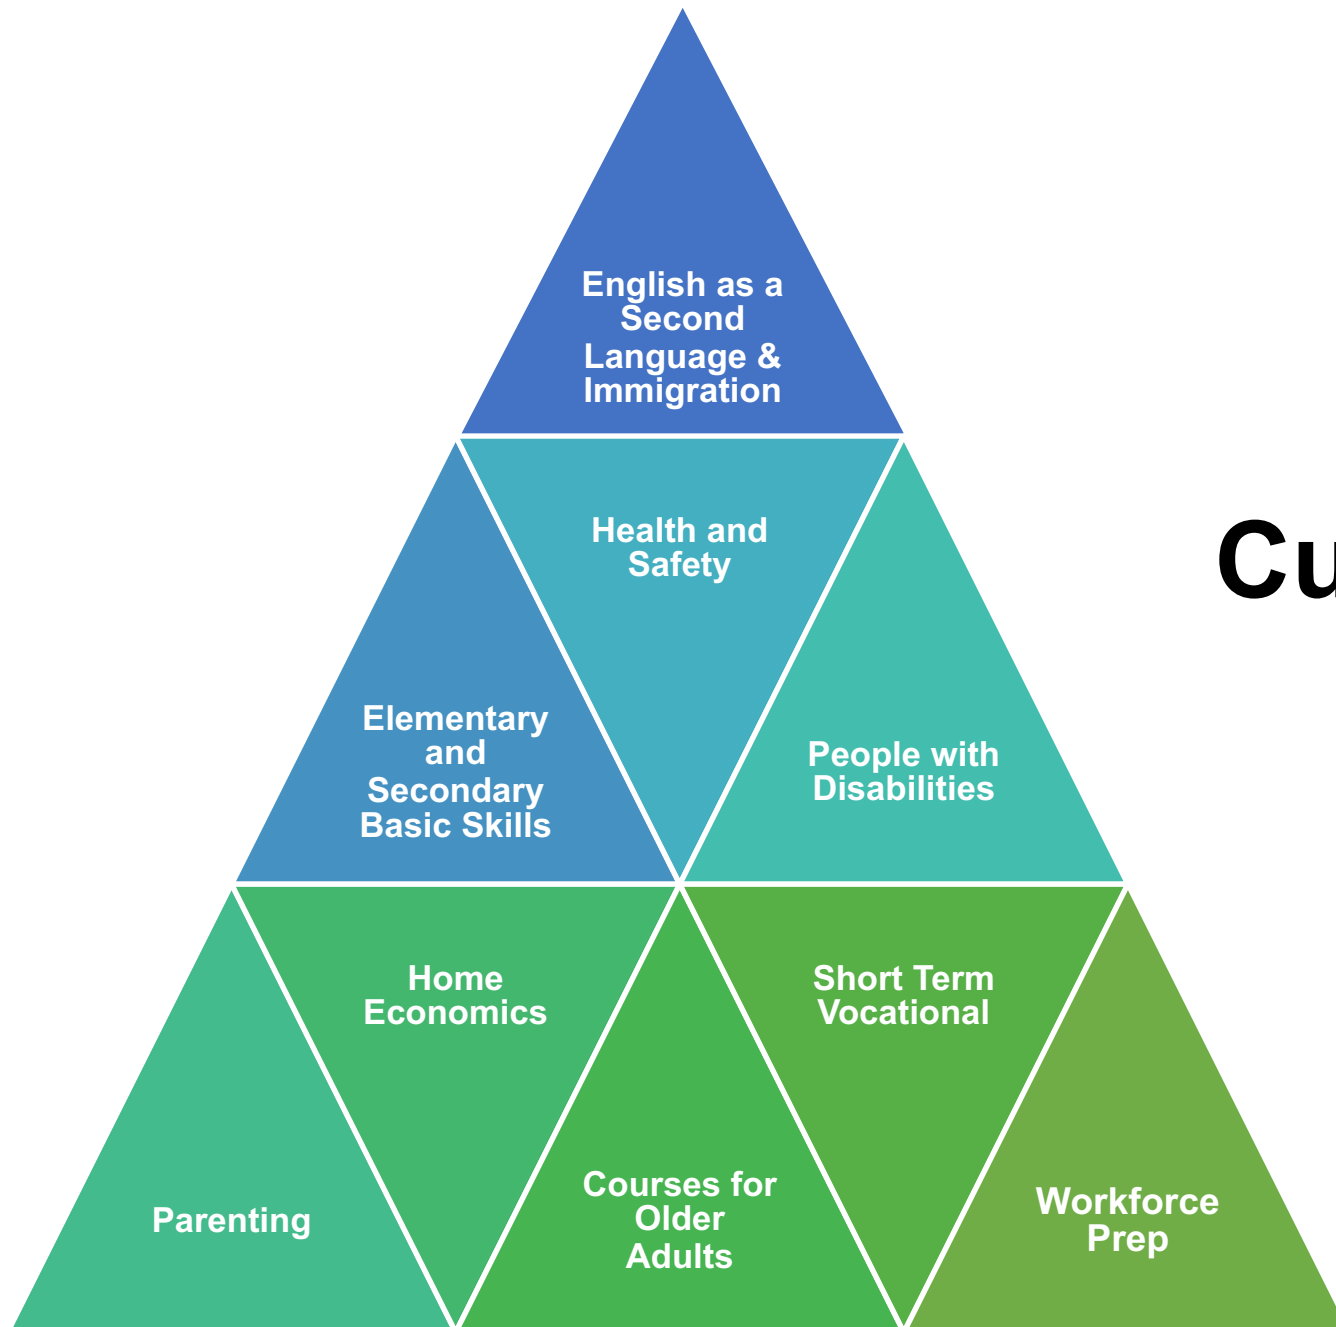 English as a
Second
Language &
Immigration
Health and
Safety
Cu
Elementary
and
Secondary
Basic Skills
People with
Disabilities
Home
Economics
Short Term
Vocational
Parenting
Courses for
Older
Adults
Workforce
Prep